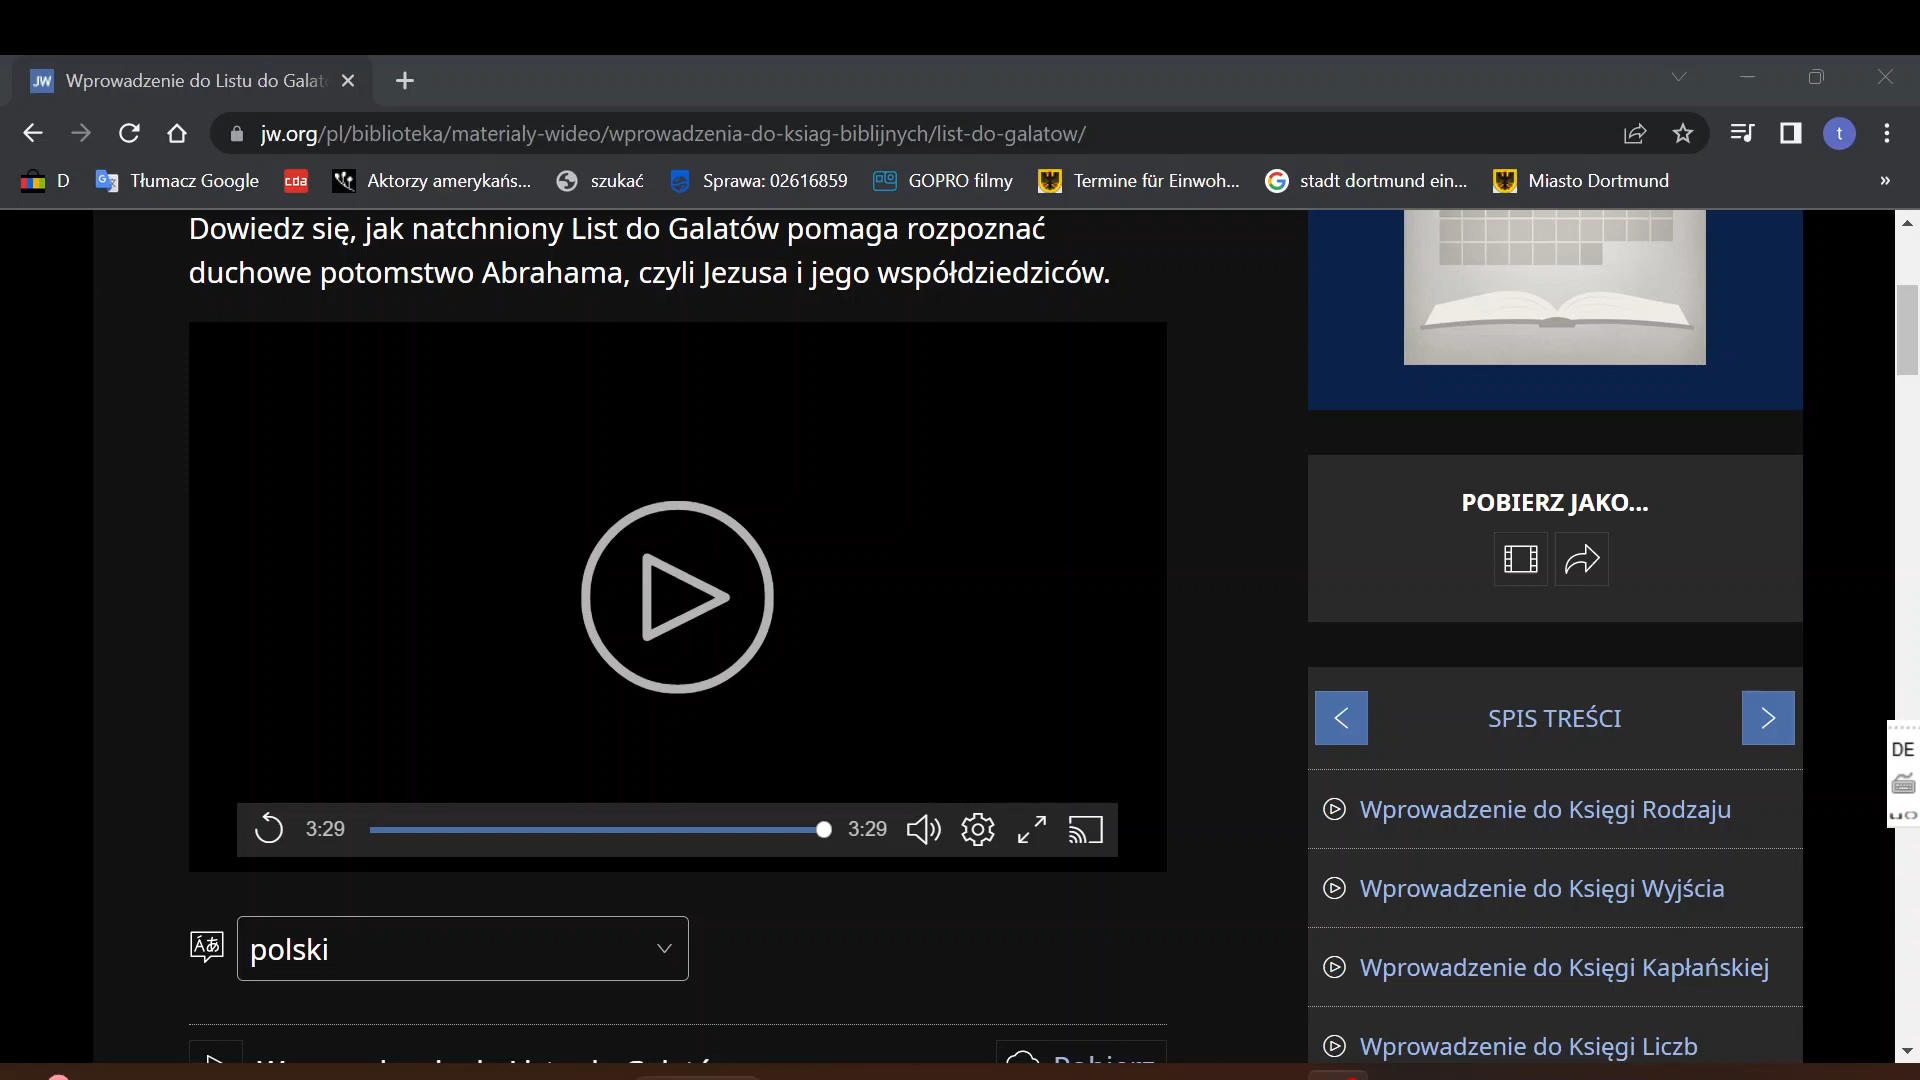 JW Wprowadzenie do Listu do Galat
jw.org/pl/biblioteka/materialy-wideo/wprowadzenia-do-ksiag-biblijnych/list-do-galatow/
t
D
Tłumacz Google
cda
Aktorzy amerykańs...
szukać
Sprawa: 02616859
GOPRO filmy
Termine für Einwoh...
stadt dortmund ein...
Miasto Dortmund
»
Dowiedz się, jak natchniony List do Galatów pomaga rozpoznać
duchowe potomstwo Abrahama, czyli Jezusa i jego współdziedziców.
3:29
3:29
polski
POBIERZ JAKO...
SPIS TREŚCI
Wprowadzenie do Księgi Rodzaju
Wprowadzenie do Księgi Wyjścia
Wprowadzenie do Księgi Kapłańskiej
Wprowadzenie do Księgi Liczb
DE